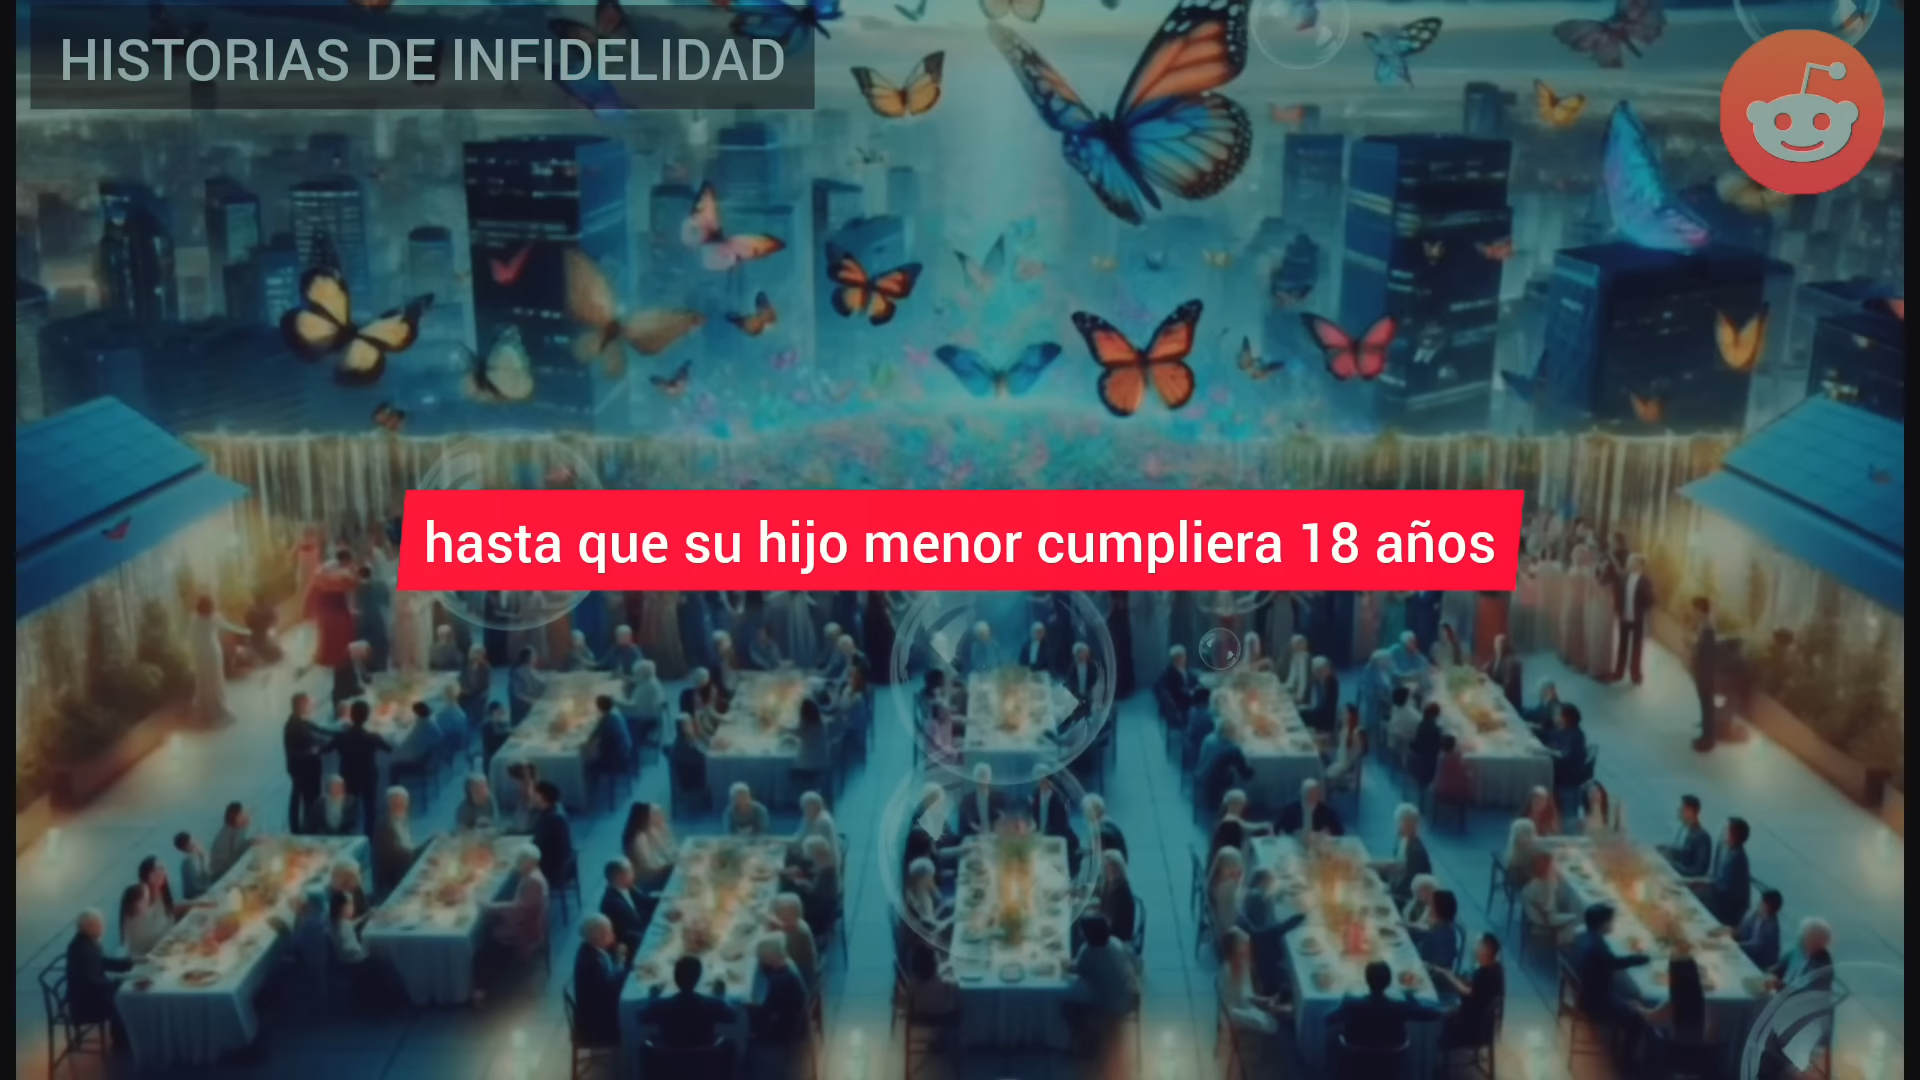 HISTORIAS DE INFIDELIDAD
hasta que su hijo menor cumpliera 18 años